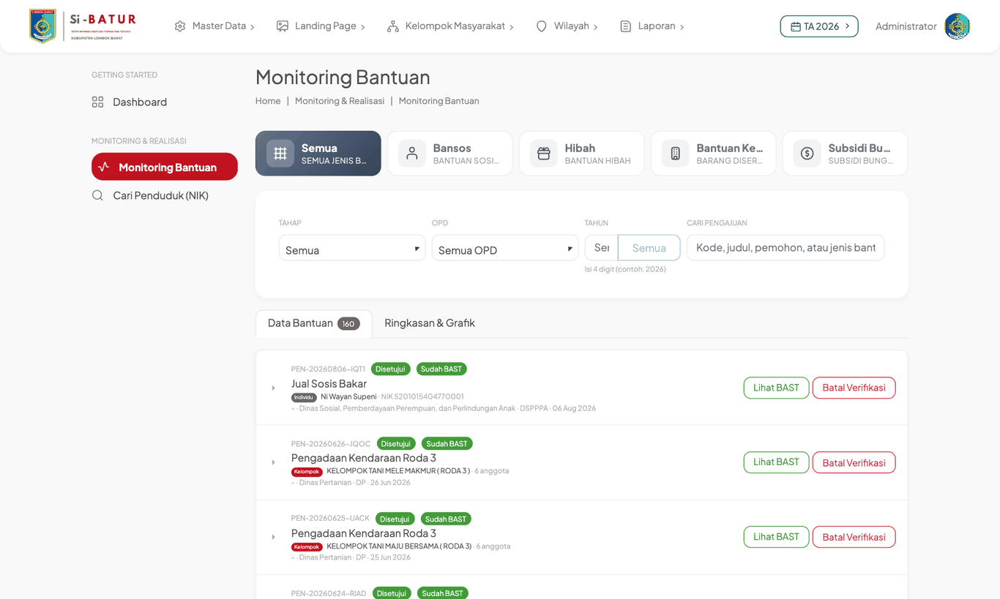 LOMBOK BARAT
Si-BATUR
KABUPATEN LOMBOK BARAT
Master Data
Landing Page
Kelompok Masyarakat
Wilayah
Laporan
TA 2026
Administrator
GETTING STARTED
Dashboard
MONITORING & REALISASI
Monitoring Bantuan
Cari Penduduk (NIK)
Monitoring Bantuan
Home | Monitoring & Realisasi | Monitoring Bantuan
Semua
SEMUA JENIS B...
Bansos
BANTUAN SOSI...
Hibah
BANTUAN HIBAH
Bantuan Ke...
BARANG DISER...
Subsidi Bu...
SUBSIDI BUNG...
TAHAP
Semua
OPD
Semua OPD
TAHUN
Ser
Semua
Isi 4 digit (contoh: 2026)
CARI PENGAJUAN
Kode, judul, pemohon, atau jenis bant
Data Bantuan 160
Ringkasan & Grafik
PEN-20260806-IQT1 Disetujui Sudah BAST
Jual Sosis Bakar
Individu Ni Wayan Supeni · NIK 5201015404770001
- · Dinas Sosial, Pemberdayaan Perempuan, dan Perlindungan Anak · DSPPPA · 06 Aug 2026
Lihat BAST
Batal Verifikasi
PEN-20260626-JQOC Disetujui Sudah BAST
Pengadaan Kendaraan Roda 3
Kelompok KELOMPOK TANI MELE MAKMUR ( RODA 3 ) · 6 anggota
- · Dinas Pertanian · DP · 26 Jun 2026
Lihat BAST
Batal Verifikasi
PEN-20260625-UACK Disetujui Sudah BAST
Pengadaan Kendaraan Roda 3
Kelompok KELOMPOK TANI MAJU BERSAMA ( RODA 3) · 6 anggota
- · Dinas Pertanian · DP · 25 Jun 2026
Lihat BAST
Batal Verifikasi
PEN-20260624-RIAD Disetujui Sudah BAST